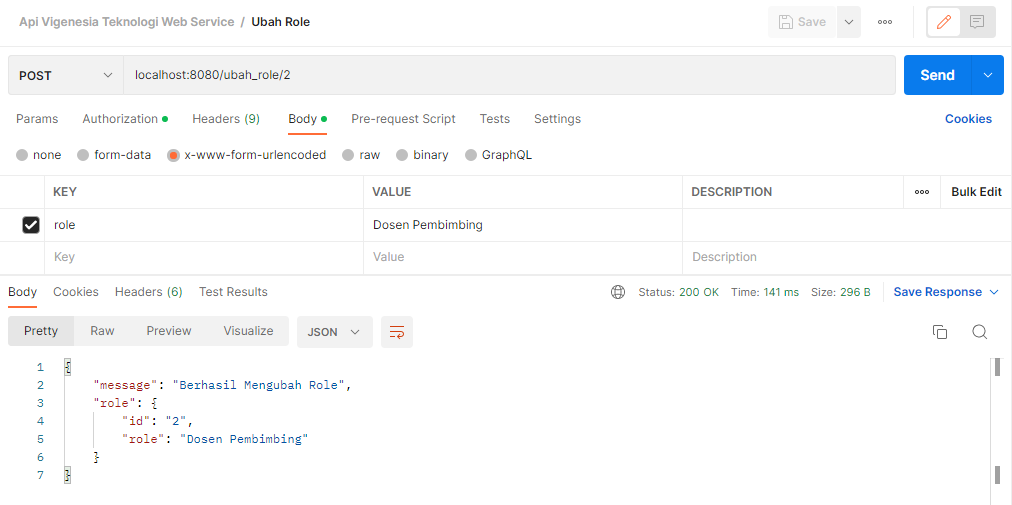 Api Vigenesia Teknologi Web Service / Ubah Role
Save
POST
localhost:8080/ubah_role/2
Send
Params Authorization Headers (9) Body Pre-request Script Tests Settings Cookies
none form-data x-www-form-urlencoded raw binary GraphQL
KEY VALUE DESCRIPTION Bulk Edit
role Dosen Pembimbing
Key Value Description
Body Cookies Headers (6) Test Results Status: 200 OK Time: 141 ms Size: 296 B Save Response
Pretty Raw Preview Visualize JSON
1 {
2 "message": "Berhasil Mengubah Role",
3 "role": {
4 "id": "2",
5 "role": "Dosen Pembimbing"
6 }
7 }